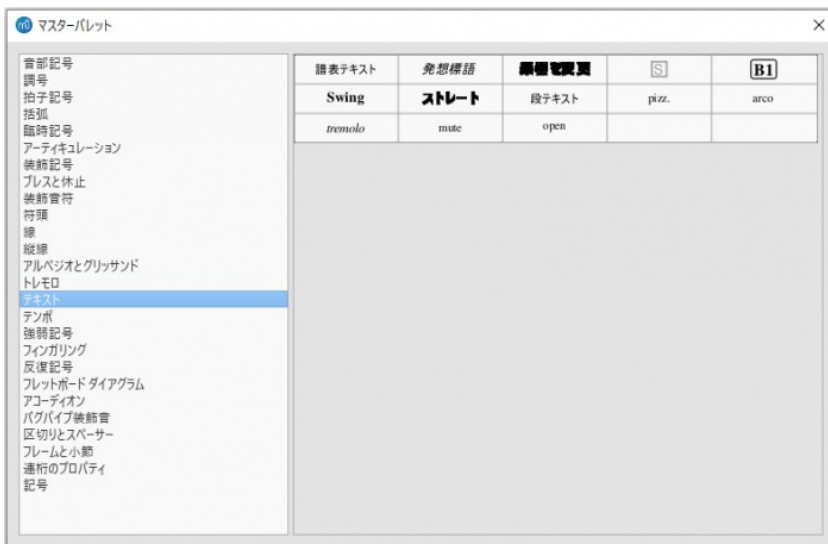 マスターパレット
音部記号
調号
拍子記号
括弧
臨時記号
アーティキュレーション
装飾記号
ブレスと休止
装飾音符
符頭
線
縦線
アルペジオとグリッサンド
トレモロ
テキスト
テンポ
強弱記号
フィンガリング
反復記号
フレットボード ダイアグラム
アコーディオン
バグパイプ装飾音
区切りとスペーサー
フレームと小節
連桁のプロパティ
記号
譜表テキスト 発想標語 を変更 S B1
Swing ストレート 段テキスト pizz. arco
tremolo mute open